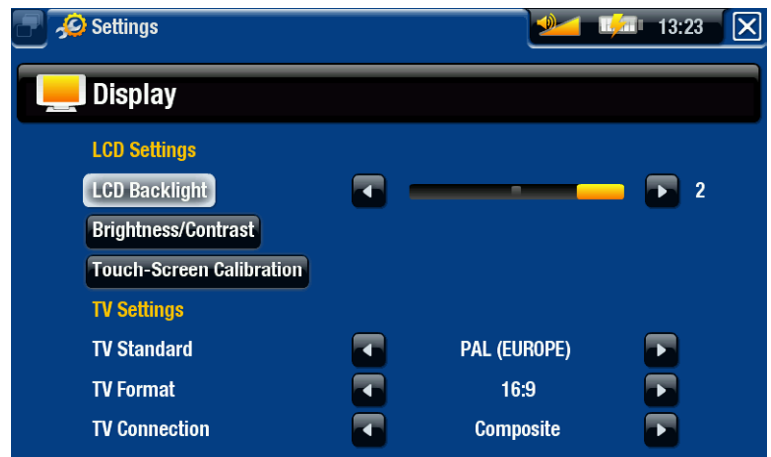 Settings 13:23
Display
LCD Settings
LCD Backlight 2
Brightness/Contrast
Touch-Screen Calibration
TV Settings
TV Standard PAL (EUROPE)
TV Format 16:9
TV Connection Composite